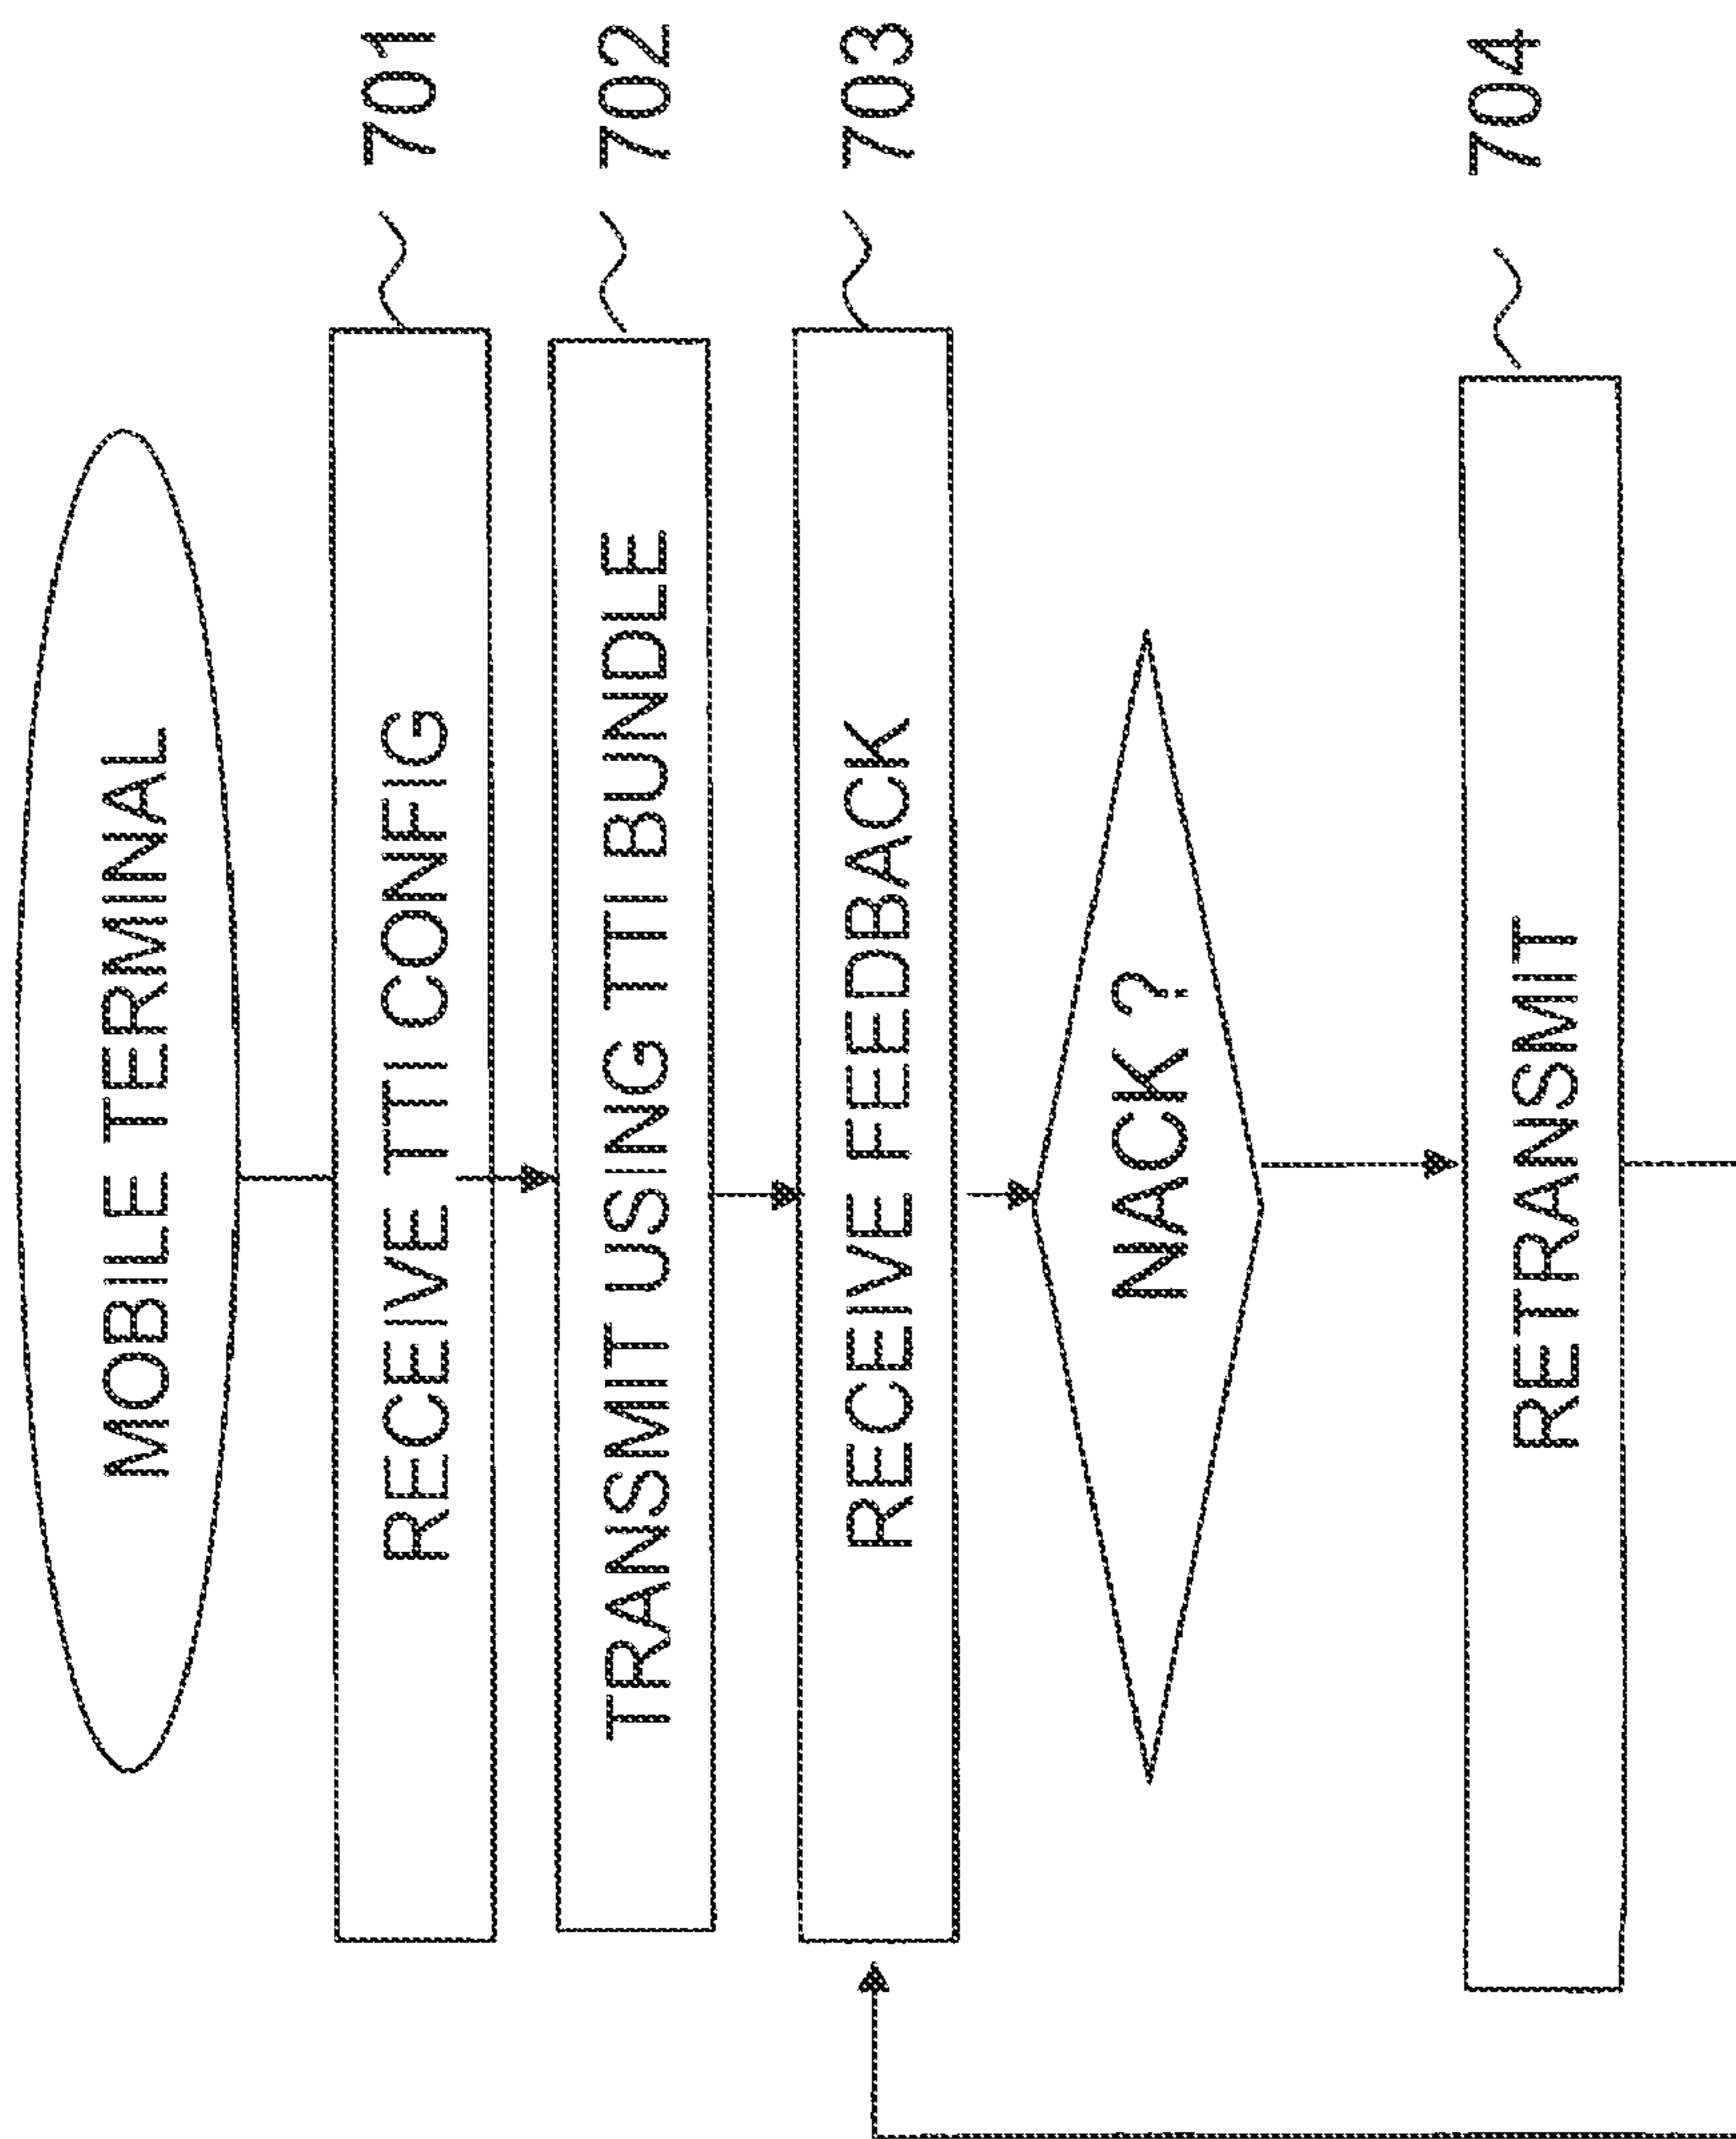 MOBILE TERMINAL
RECEIVE TTI CONFIG
701
TRANSMIT USING TTI BUNDLE
702
RECEIVE FEEDBACK
703
NACK ?
RETRANSMIT
704